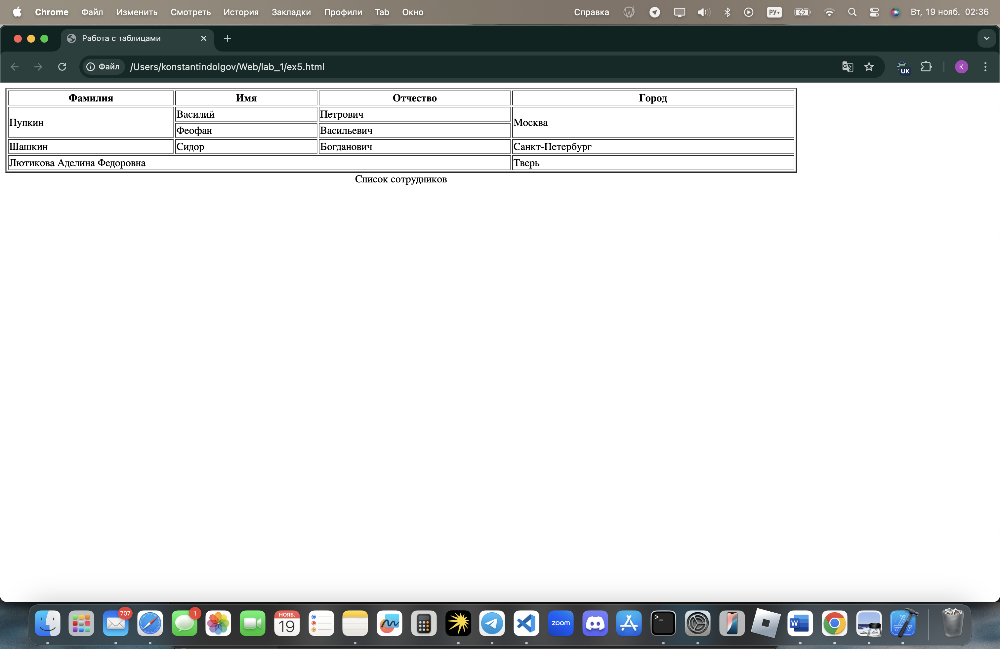 Chrome Файл Изменить Смотреть История Закладки Профили Tab Окно Справка РУ Вт, 19 нояб. 02:36
Работа с таблицами
Файл /Users/konstantindolgov/Web/lab_1/ex5.html UK K
Фамилия Имя Отчество Город
Пупкин Василий Петрович Москва
Феофан Васильевич
Шашкин Сидор Богданович Санкт-Петербург
Лютикова Аделина Федоровна Тверь
Список сотрудников
707 1 НОЯБ. 19 zoom >_ W